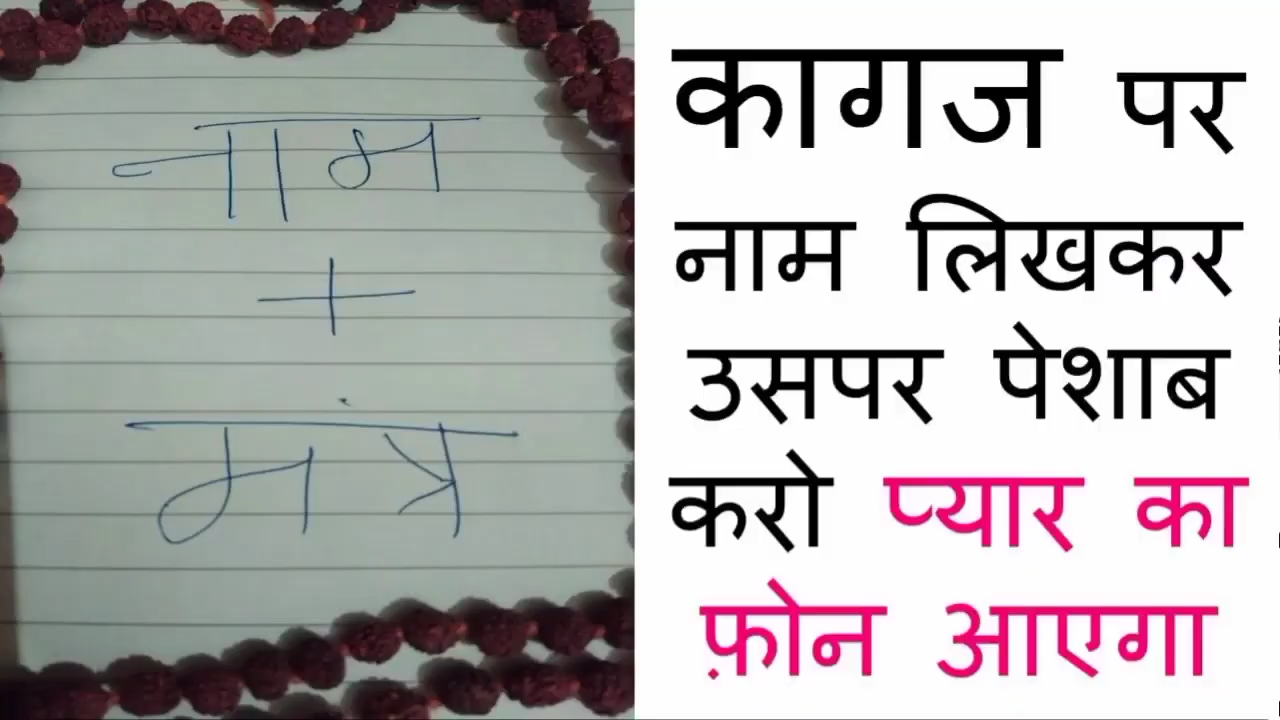 नाम
+
मंत्र
कागज पर
नाम लिखकर
उसपर पेशाब
करो प्यार का
फ़ोन आएगा